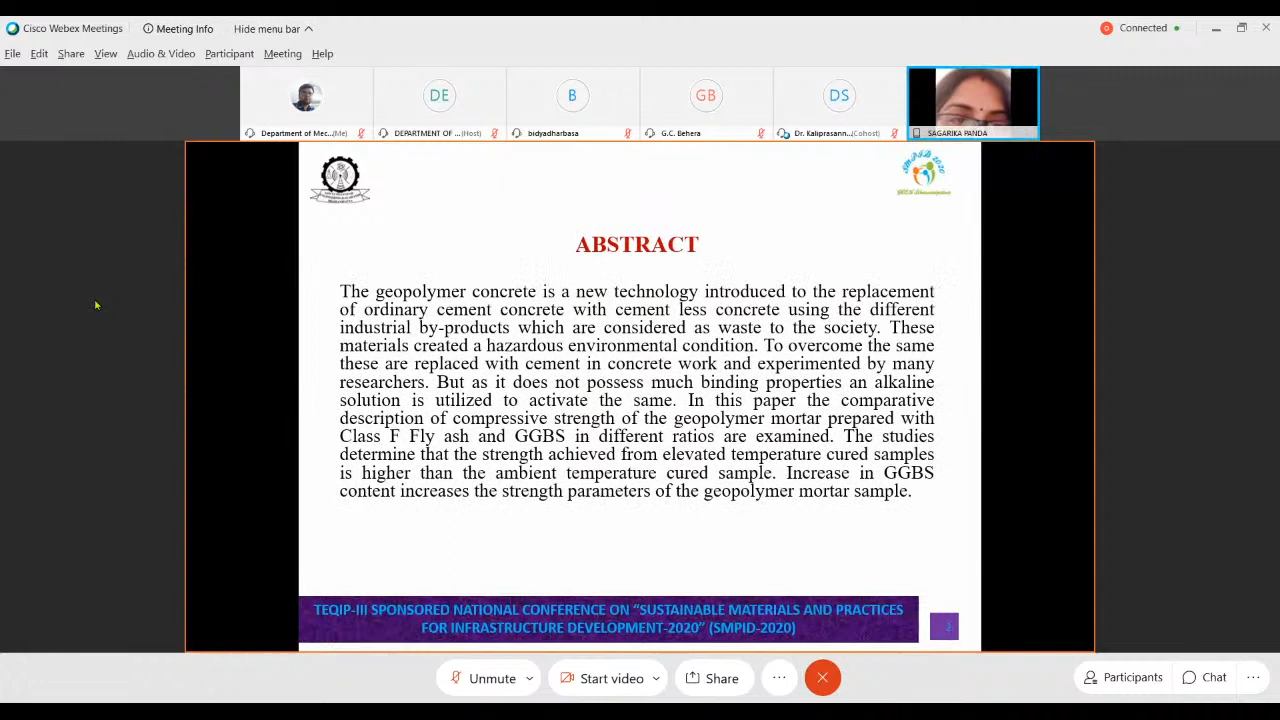 Cisco Webex Meetings
Meeting Info
Hide menu bar
Connected
File Edit Share View Audio & Video Participant Meeting Help
DE
B
GB
DS
Department of Mec... (Me)
DEPARTMENT OF ... (Host)
bidyadharbasa
G.C. Behera
Dr. Kaliprasann... (Cohost)
SAGARIKA PANDA
SMPID 2020
ABSTRACT
The geopolymer concrete is a new technology introduced to the replacement
of ordinary cement concrete with cement less concrete using the different
industrial by-products which are considered as waste to the society. These
materials created a hazardous environmental condition. To overcome the same
these are replaced with cement in concrete work and experimented by many
researchers. But as it does not possess much binding properties an alkaline
solution is utilized to activate the same. In this paper the comparative
description of compressive strength of the geopolymer mortar prepared with
Class F Fly ash and GGBS in different ratios are examined. The studies
determine that the strength achieved from elevated temperature cured samples
is higher than the ambient temperature cured sample. Increase in GGBS
content increases the strength parameters of the geopolymer mortar sample.
TEQIP-III SPONSORED NATIONAL CONFERENCE ON “SUSTAINABLE MATERIALS AND PRACTICES
FOR INFRASTRUCTURE DEVELOPMENT-2020” (SMPID-2020)
2
Unmute
Start video
Share
Participants
Chat